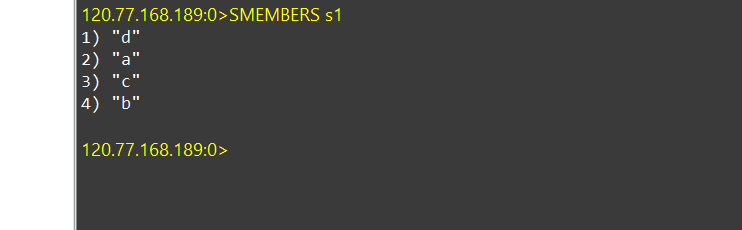 120.77.168.189:0>SMEMBERS s1
1) "d"
2) "a"
3) "c"
4) "b"
120.77.168.189:0>